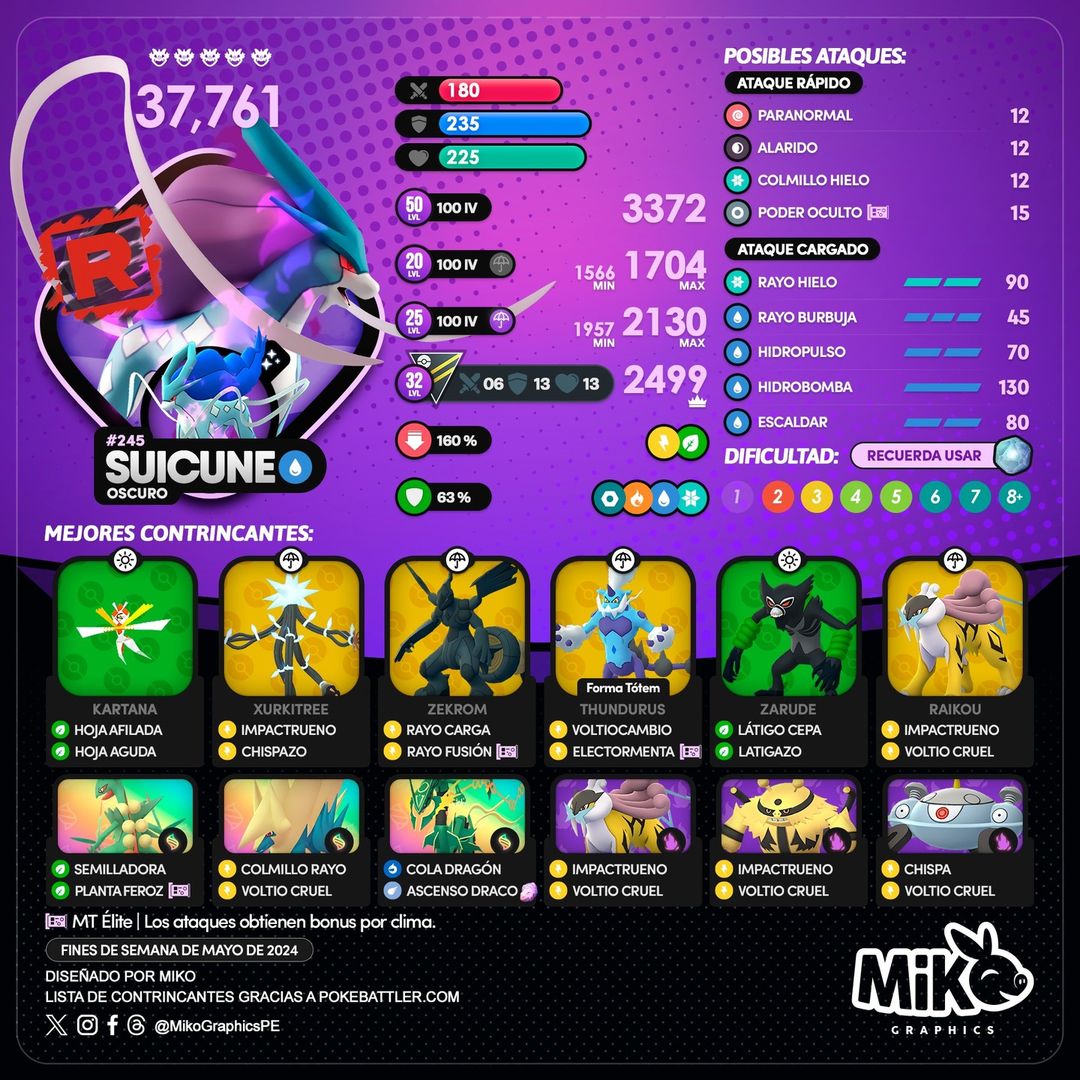 37,761
R
180
235
225
50 LVL 100 IV 3372
20 LVL 100 IV 1566 MIN 1704 MAX
25 LVL 100 IV 1957 MIN 2130 MAX
32 LVL 06 13 13 2499
160 %
63 %
#245
SUICUNE
OSCURO
POSIBLES ATAQUES:
ATAQUE RÁPIDO
PARANORMAL 12
ALARIDO 12
COLMILLO HIELO 12
PODER OCULTO 15
ATAQUE CARGADO
RAYO HIELO 90
RAYO BURBUJA 45
HIDROPULSO 70
HIDROBOMBA 130
ESCALDAR 80
DIFICULTAD: RECUERDA USAR
1 2 3 4 5 6 7 8+
MEJORES CONTRINCANTES:
KARTANA
HOJA AFILADA
HOJA AGUDA
XURKITREE
IMPACTRUENO
CHISPAZO
ZEKROM
RAYO CARGA
RAYO FUSIÓN
Forma Tótem
THUNDURUS
VOLTIOCAMBIO
ELECTORMENTA
ZARUDE
LÁTIGO CEPA
LATIGAZO
RAIKOU
IMPACTRUENO
VOLTIO CRUEL
SEMILLADORA
PLANTA FEROZ
COLMILLO RAYO
VOLTIO CRUEL
COLA DRAGÓN
ASCENSO DRACO
IMPACTRUENO
VOLTIO CRUEL
IMPACTRUENO
VOLTIO CRUEL
CHISPA
VOLTIO CRUEL
MT Élite | Los ataques obtienen bonus por clima.
FINES DE SEMANA DE MAYO DE 2024
DISEÑADO POR MIKO
LISTA DE CONTRINCANTES GRACIAS A POKEBATTLER.COM
@MikoGraphicsPE
MiKO
GRAPHICS